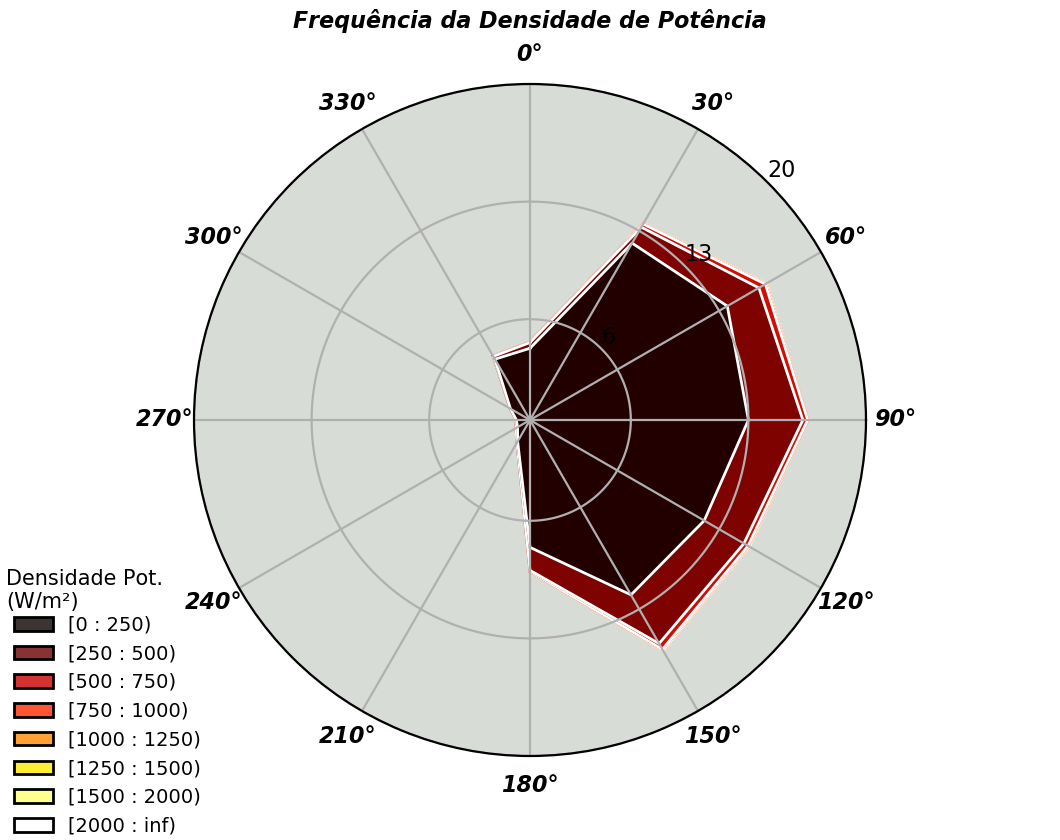 Frequência da Densidade de Potência
0°
330°
30°
20
300°
60°
13
6
270°
90°
240°
120°
210°
150°
180°
Densidade Pot.
(W/m²)
[0 : 250)
[250 : 500)
[500 : 750)
[750 : 1000)
[1000 : 1250)
[1250 : 1500)
[1500 : 2000)
[2000 : inf)